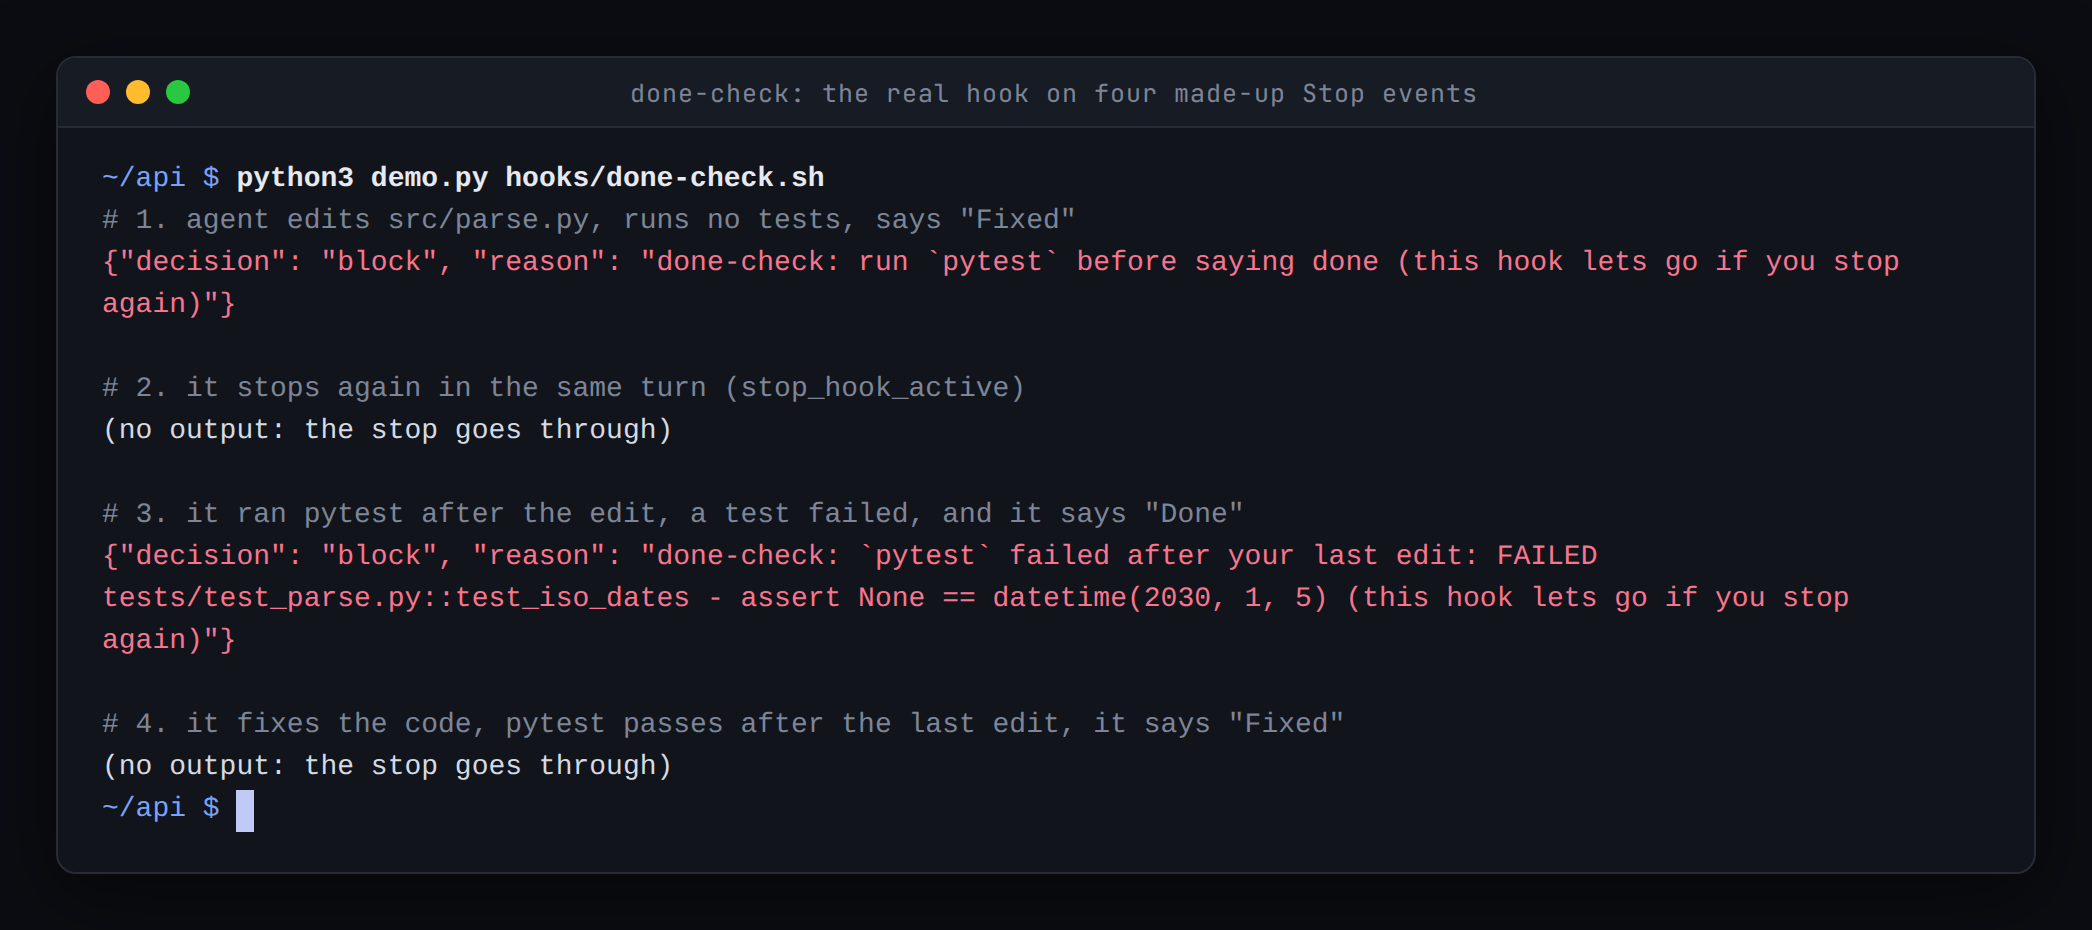 done-check: the real hook on four made-up Stop events
~/api $ python3 demo.py hooks/done-check.sh
# 1. agent edits src/parse.py, runs no tests, says "Fixed"
{"decision": "block", "reason": "done-check: run `pytest` before saying done (this hook lets go if you stop
again)"}
# 2. it stops again in the same turn (stop_hook_active)
(no output: the stop goes through)
# 3. it ran pytest after the edit, a test failed, and it says "Done"
{"decision": "block", "reason": "done-check: `pytest` failed after your last edit: FAILED
tests/test_parse.py::test_iso_dates - assert None == datetime(2030, 1, 5) (this hook lets go if you stop
again)"}
# 4. it fixes the code, pytest passes after the last edit, it says "Fixed"
(no output: the stop goes through)
~/api $